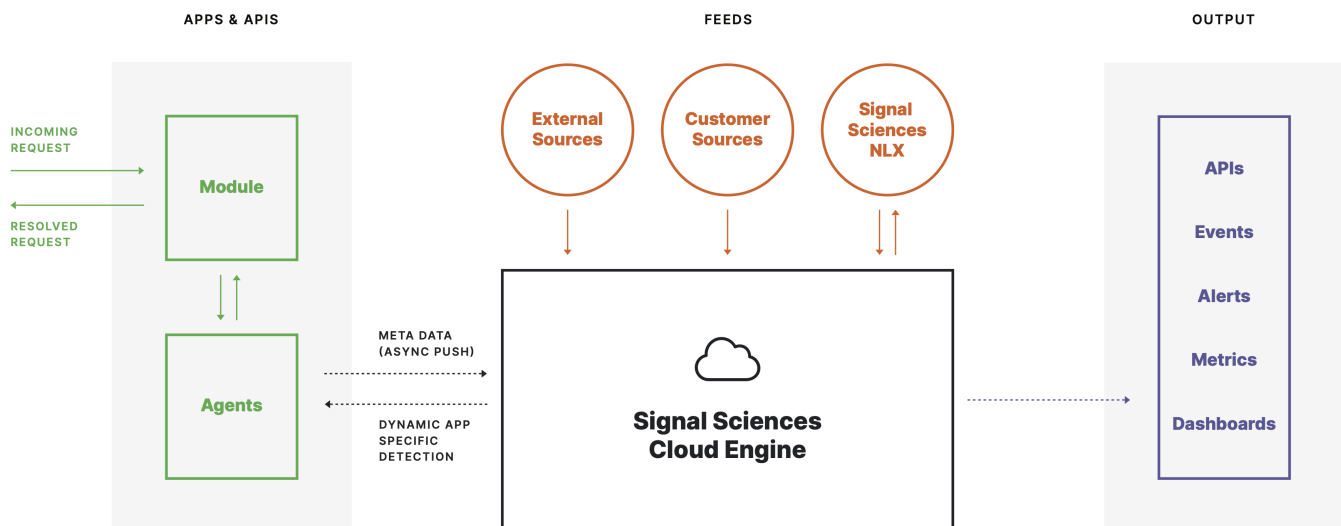 APPS & APIS
FEEDS
OUTPUT
INCOMING
REQUEST
RESOLVED
REQUEST
Module
Agents
META DATA
(ASYNC PUSH)
DYNAMIC APP
SPECIFIC
DETECTION
External
Sources
Customer
Sources
Signal
Sciences
NLX
Signal Sciences
Cloud Engine
APIs
Events
Alerts
Metrics
Dashboards